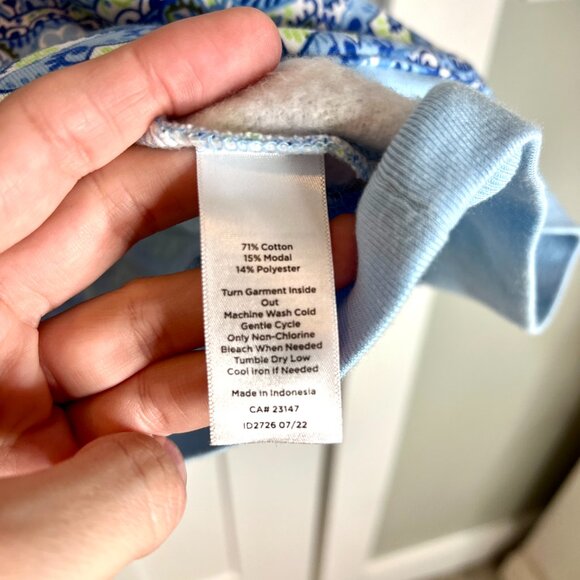 71% Cotton
15% Modal
14% Polyester
Turn Garment Inside
Out
Machine Wash Cold
Gentle Cycle
Only Non-Chlorine
Bleach When Needed
Tumble Dry Low
Cool Iron If Needed
Made in Indonesia
CA# 23147
ID2726 07/22